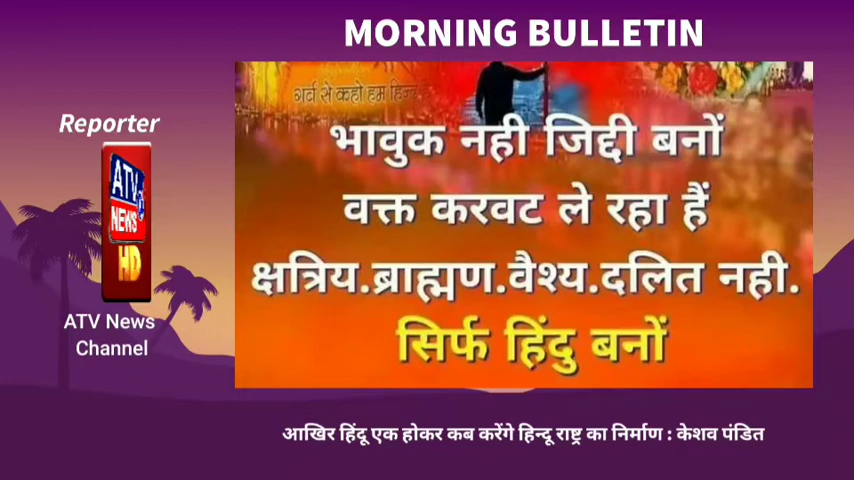 MORNING BULLETIN
Reporter
ATV
NEWS
HD
ATV News
Channel
गर्व से कहो हम हिन्दू
भावुक नही जिद्दी बनों
वक्त करवट ले रहा हैं
क्षत्रिय.ब्राह्मण.वैश्य.दलित नही.
सिर्फ हिंदु बनों
आखिर हिंदू एक होकर कब करेंगे हिन्दू राष्ट्र का निर्माण : केशव पंडित